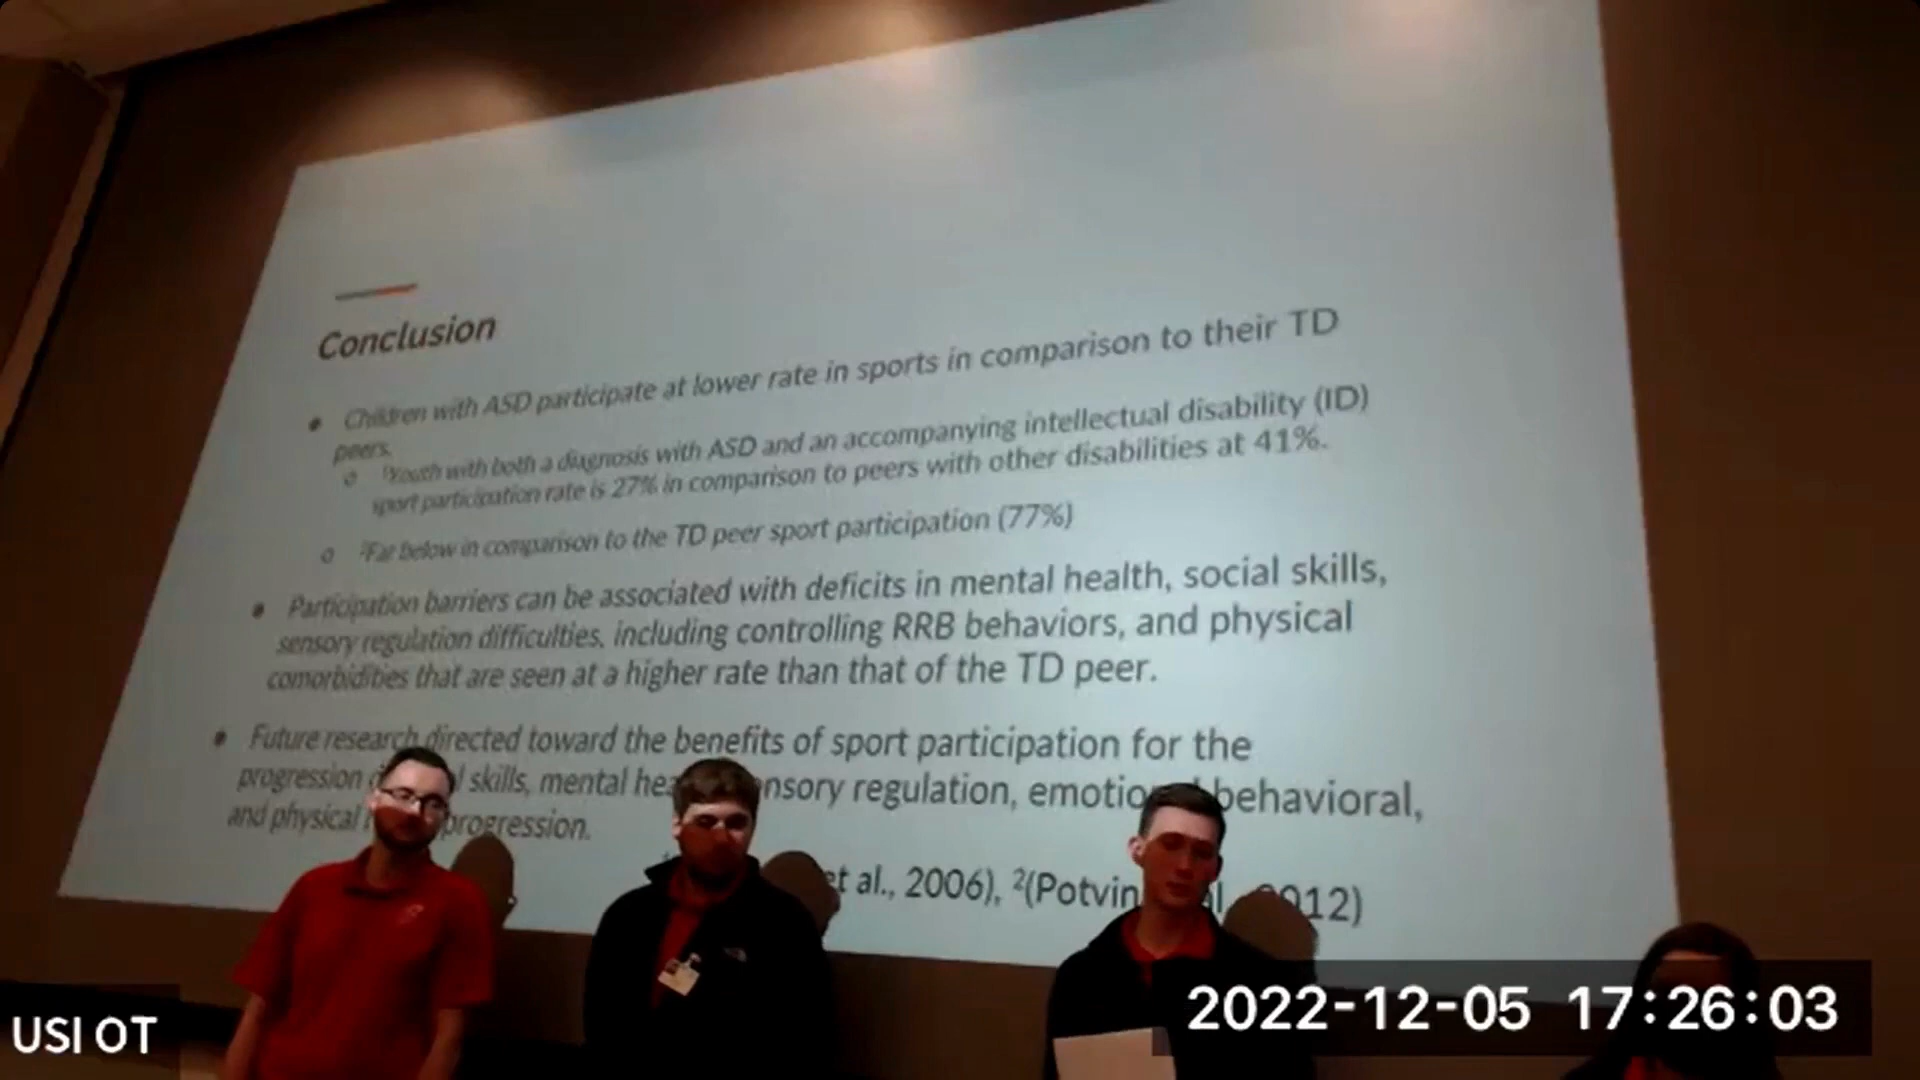 Conclusion
• Children with ASD participate at lower rate in sports in comparison to their TD
peers.
o ¹Youth with both a diagnosis with ASD and an accompanying intellectual disability (ID)
sport participation rate is 27% in comparison to peers with other disabilities at 41%.
o ²Far below in comparison to the TD peer sport participation (77%)
• Participation barriers can be associated with deficits in mental health, social skills,
sensory regulation difficulties, including controlling RRB behaviors, and physical
comorbidities that are seen at a higher rate than that of the TD peer.
• Future research directed toward the benefits of sport participation for the
progression skills, mental regulation, behavioral,
and physical progression.
et al., 2006), ²(Potvin 2012)
USI OT
2022-12-05 17:26:03